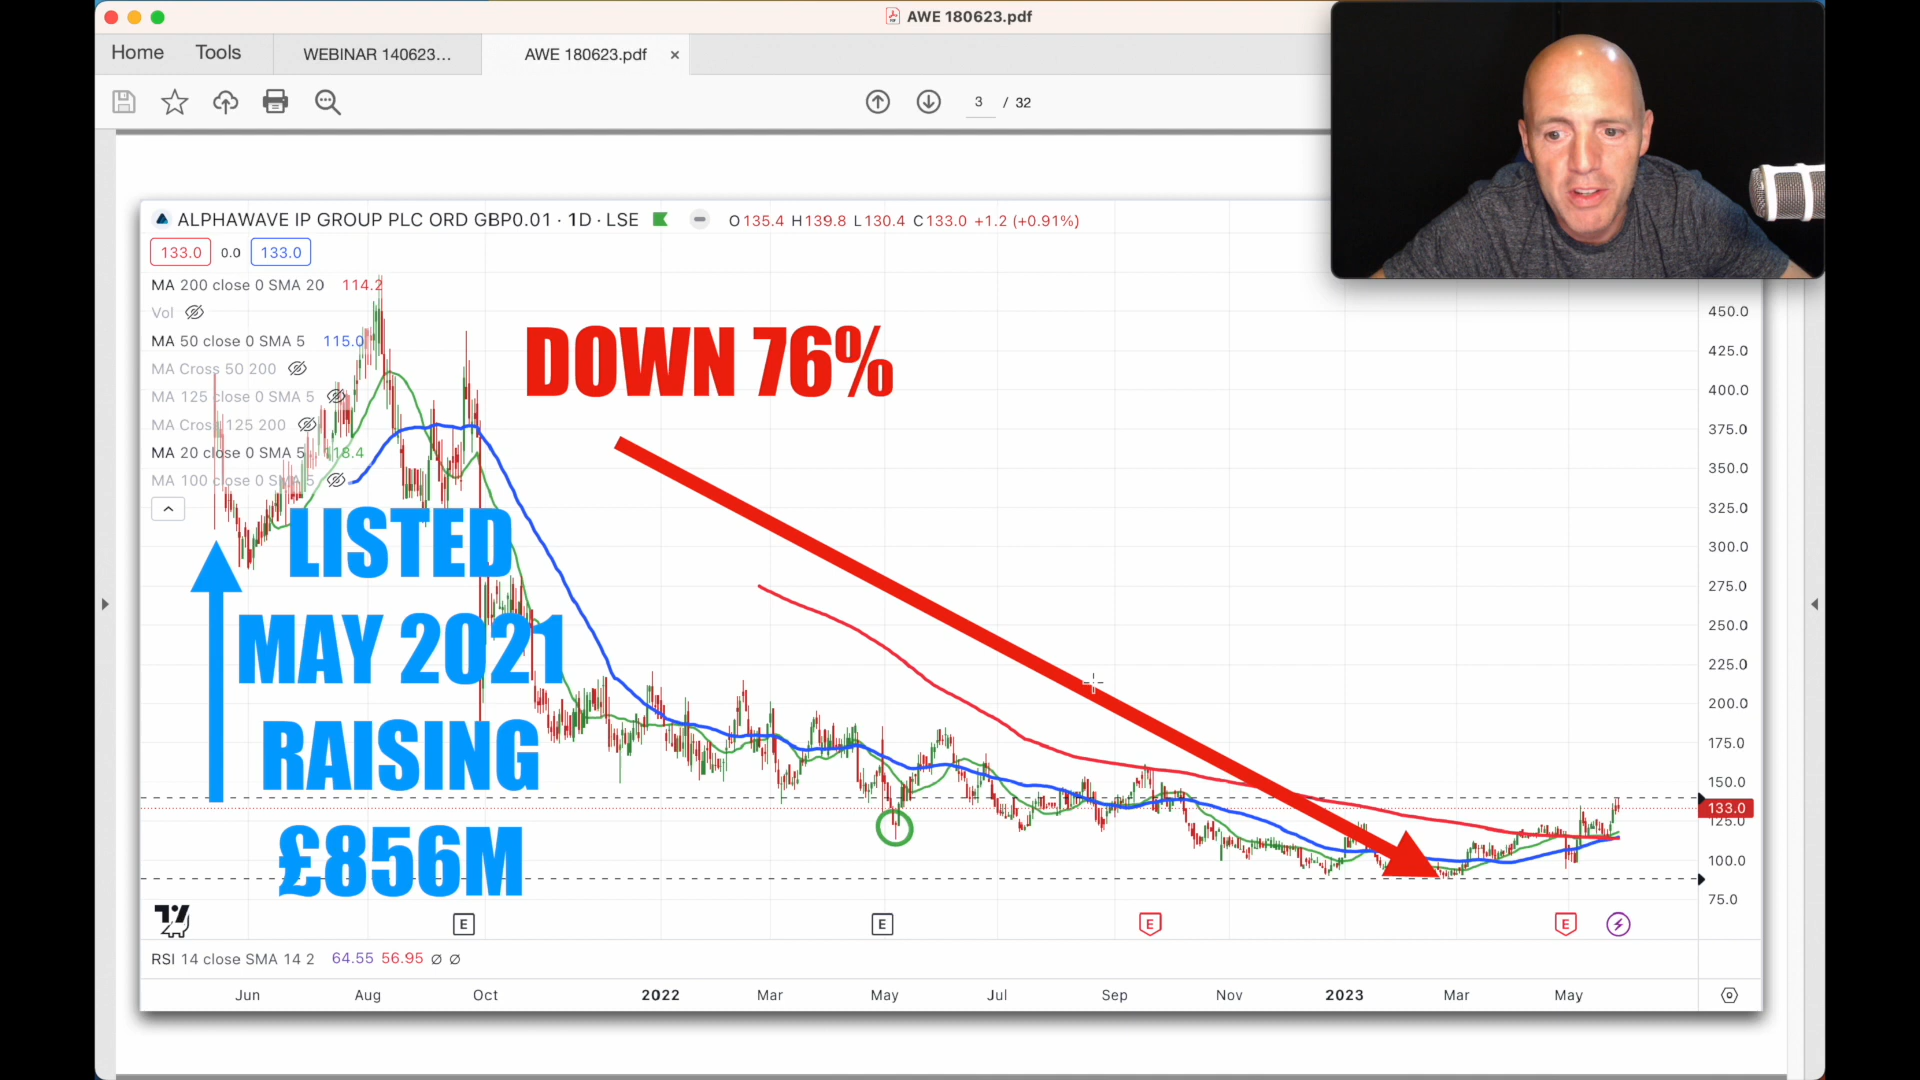 AWE 180623.pdf
Home
Tools
WEBINAR 140623...
AWE 180623.pdf ×
3 / 32
ALPHAWAVE IP GROUP PLC ORD GBP0.01 · 1D · LSE
O135.4 H139.8 L130.4 C133.0 +1.2 (+0.91%)
133.0 0.0 133.0
MA 200 close 0 SMA 20 114.2
Vol
MA 50 close 0 SMA 5 115.0
MA Cross 50 200
MA 125 close 0 SMA 5
MA Cross 125 200
MA 20 close 0 SMA 5 118.4
MA 100 close 0 SMA 5
DOWN 76%
LISTED
MAY 2021
RAISING
£856M
450.0
425.0
400.0
375.0
350.0
325.0
300.0
275.0
250.0
225.0
200.0
175.0
150.0
133.0
125.0
100.0
75.0
E
E
E
E
RSI 14 close SMA 14 2 64.55 56.95 ∅ ∅
Jun Aug Oct 2022 Mar May Jul Sep Nov 2023 Mar May